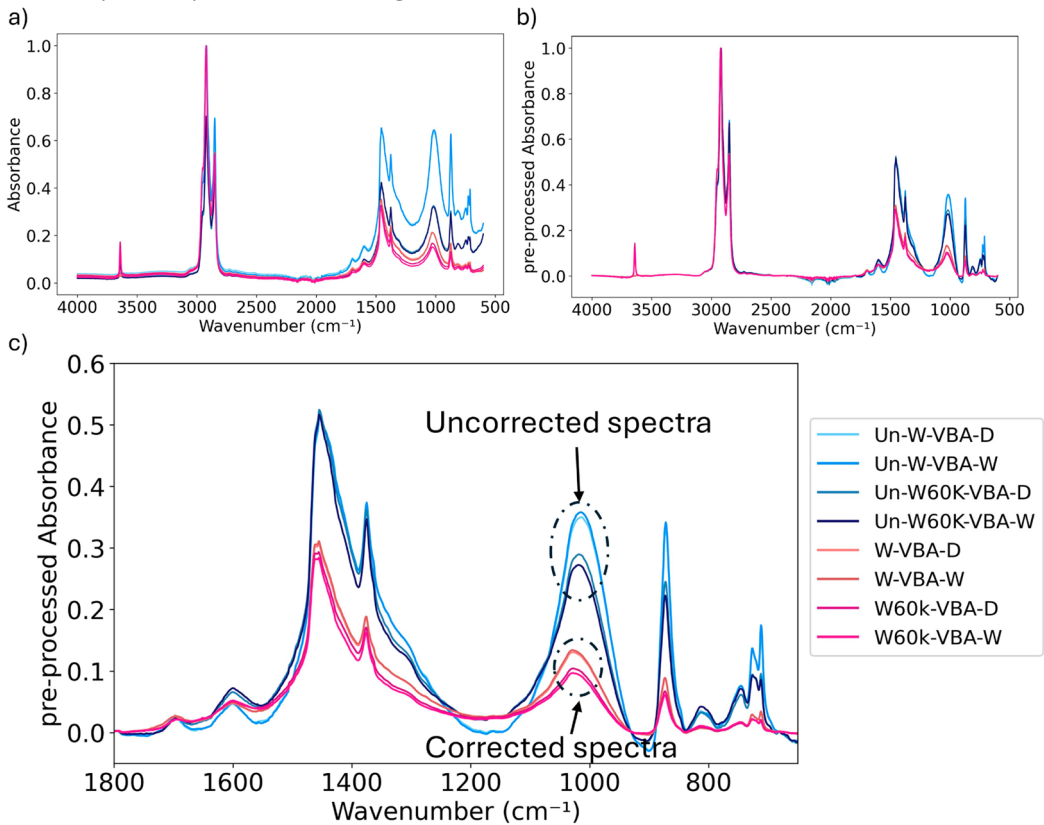 a)
b)
1.0
0.8
0.6
0.4
0.2
0.0
Absorbance
4000 3500 3000 2500 2000 1500 1000 500
Wavenumber (cm⁻¹)
1.0
0.8
0.6
0.4
0.2
0.0
pre-processed Absorbance
4000 3500 3000 2500 2000 1500 1000 500
Wavenumber (cm⁻¹)
c)
0.6
0.5
0.4
0.3
0.2
0.1
0.0
pre-processed Absorbance
Uncorrected spectra
Corrected spectra
1800 1600 1400 1200 1000 800
Wavenumber (cm⁻¹)
Un-W-VBA-D
Un-W-VBA-W
Un-W60K-VBA-D
Un-W60K-VBA-W
W-VBA-D
W-VBA-W
W60k-VBA-D
W60k-VBA-W